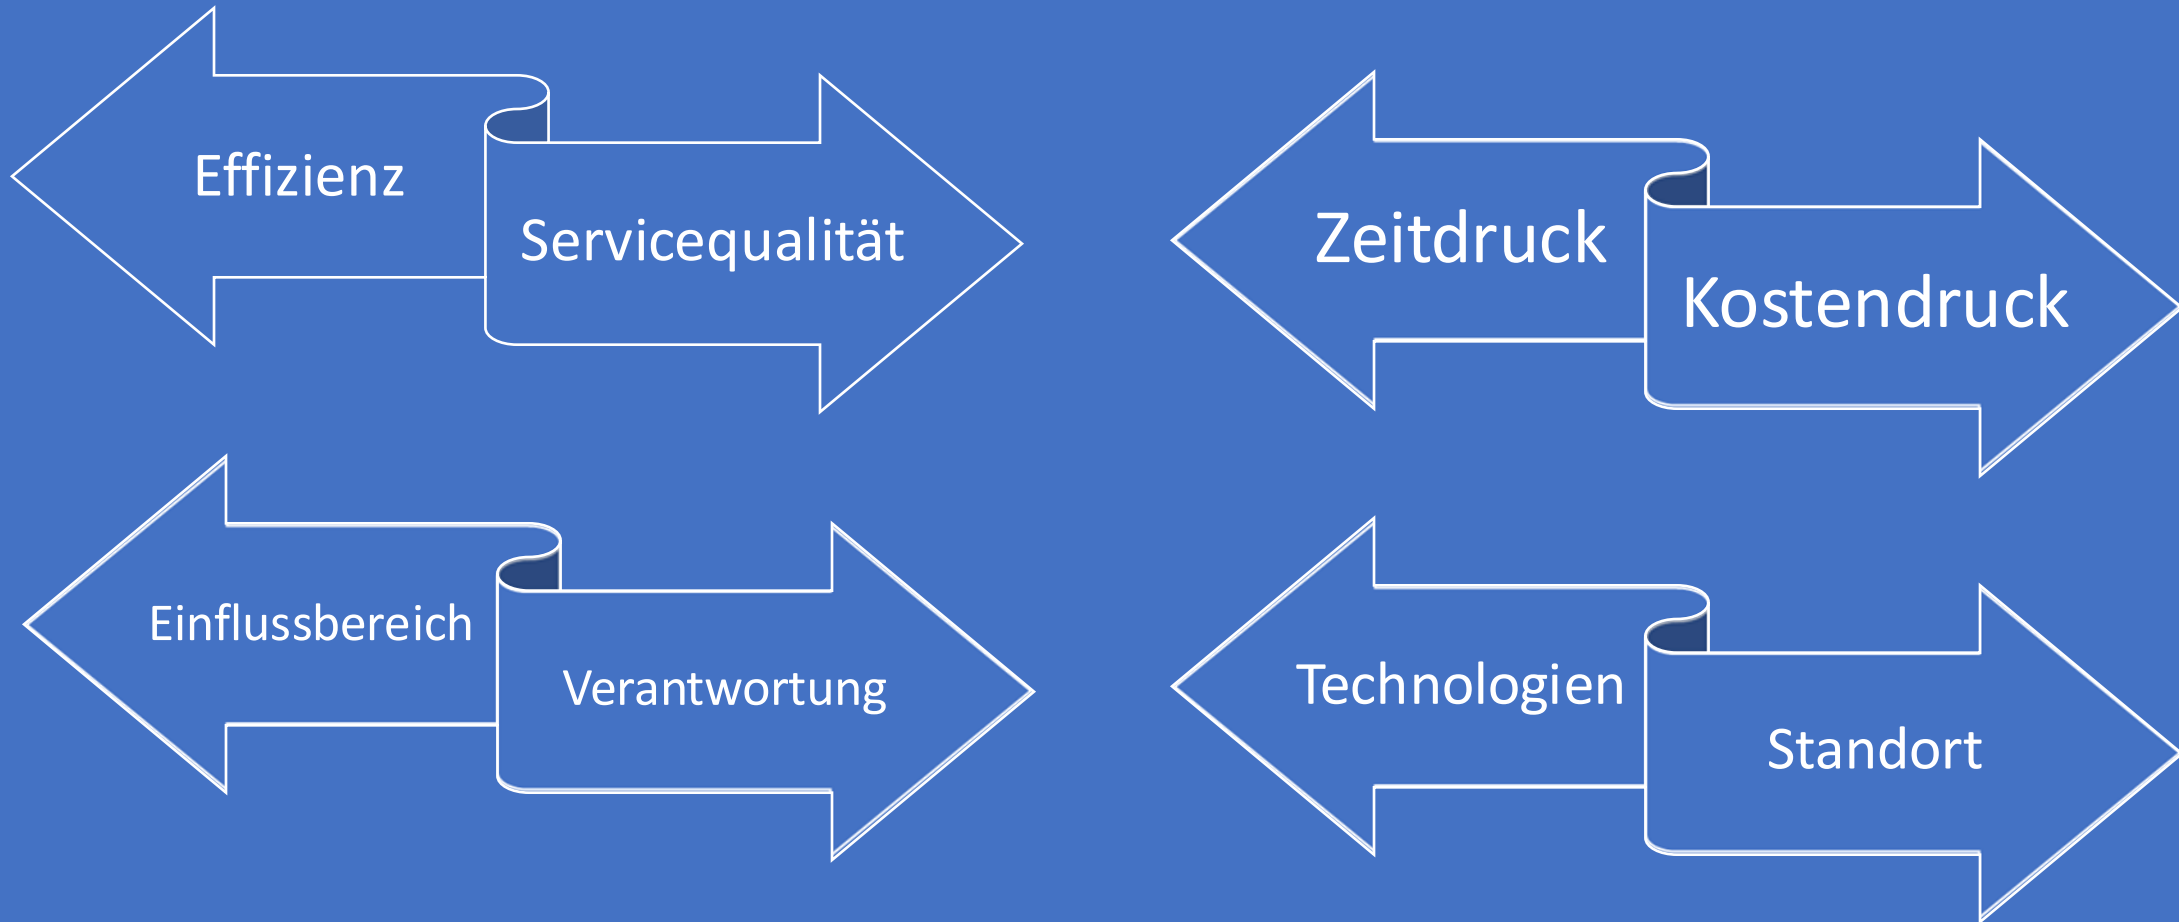 Effizienz
Servicequalität
Zeitdruck
Kostendruck
Einflussbereich
Verantwortung
Technologien
Standort